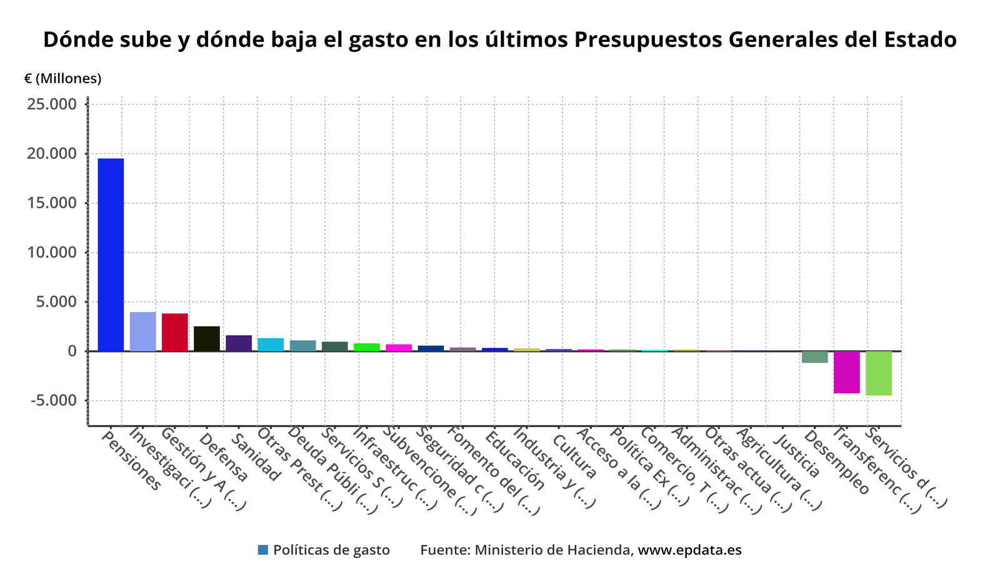 Dónde sube y dónde baja el gasto en los últimos Presupuestos Generales del Estado
€ (Millones)
25.000
20.000
15.000
10.000
5.000
0
-5.000
Pensiones
Investigaci (...)
Gestión y A (...)
Defensa
Sanidad
Otras Prest (...)
Deuda Públi (...)
Servicios S (...)
Infraestruc (...)
Subvencione (...)
Seguridad c (...)
Fomento del (...)
Educación
Industria y (...)
Cultura
Acceso a la (...)
Política Ex (...)
Comercio, T (...)
Administrac (...)
Otras actua (...)
Agricultura (...)
Justicia
Desempleo
Transferenc (...)
Servicios d (...)
Políticas de gasto
Fuente: Ministerio de Hacienda, www.epdata.es